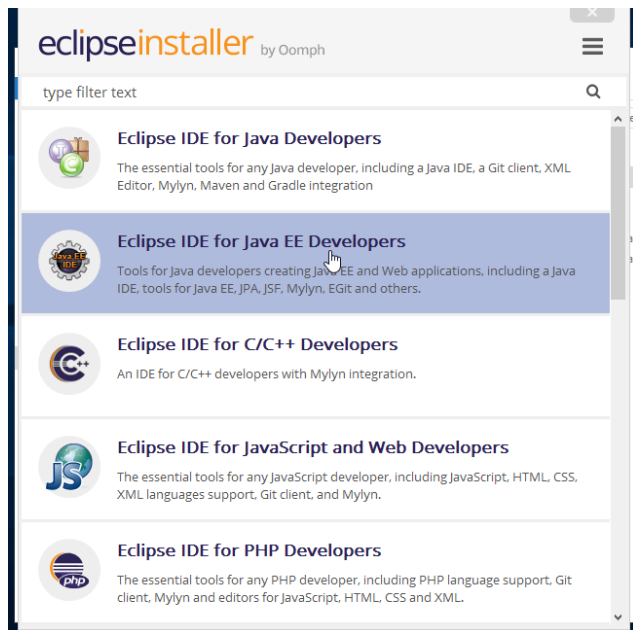 eclipseinstaller by Oomph
type filter text
Eclipse IDE for Java Developers
The essential tools for any Java developer, including a Java IDE, a Git client, XML
Editor, Mylyn, Maven and Gradle integration
Java EE
IDE
Eclipse IDE for Java EE Developers
Tools for Java developers creating Java EE and Web applications, including a Java
IDE, tools for Java EE, JPA, JSF, Mylyn, EGit and others.
C++
Eclipse IDE for C/C++ Developers
An IDE for C/C++ developers with Mylyn integration.
JS
Eclipse IDE for JavaScript and Web Developers
The essential tools for any JavaScript developer, including JavaScript, HTML, CSS,
XML languages support, Git client, and Mylyn.
php
Eclipse IDE for PHP Developers
The essential tools for any PHP developer, including PHP language support, Git
client, Mylyn and editors for JavaScript, HTML, CSS and XML.